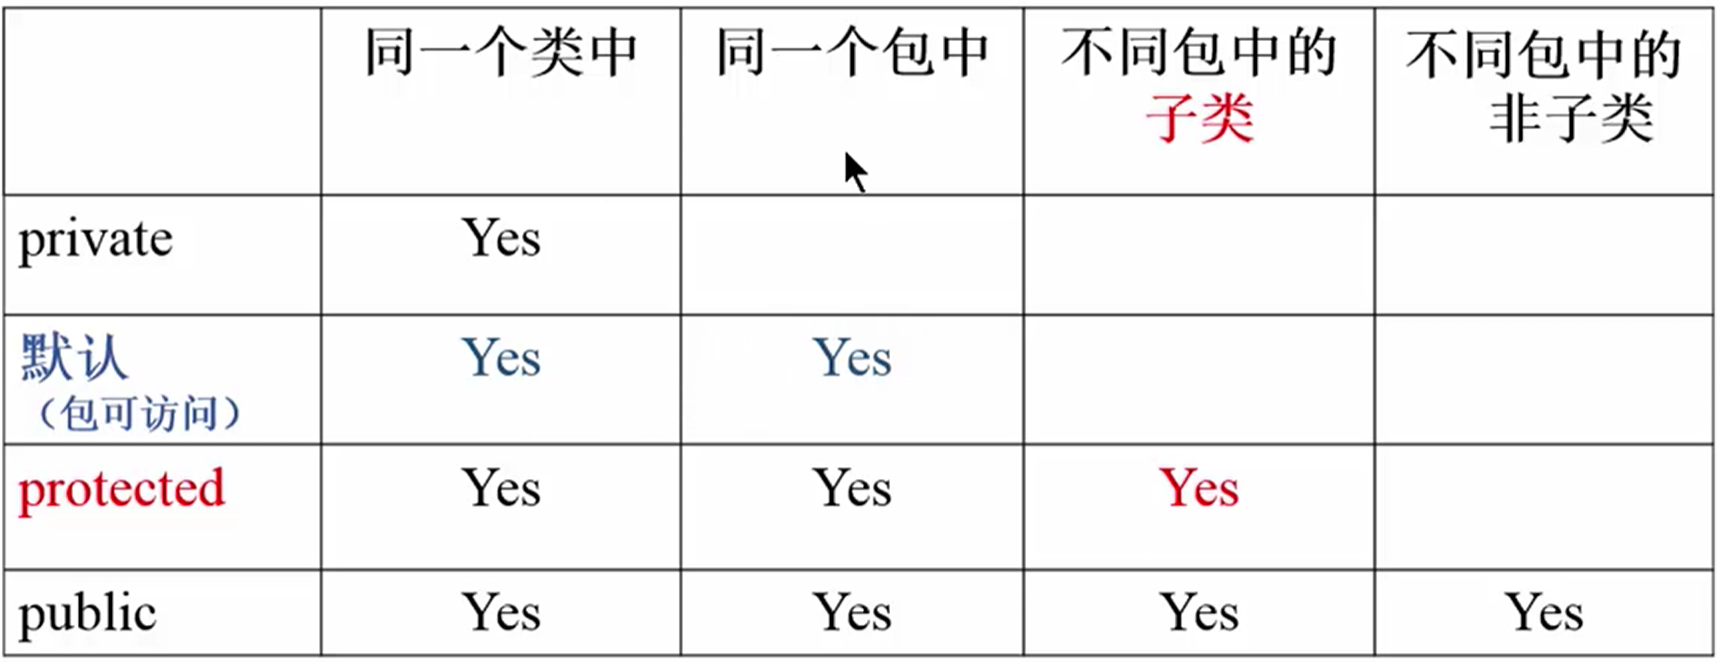 同一个类中
同一个包中
不同包中的
子类
不同包中的
非子类
private
Yes
默认
（包可访问）
Yes
Yes
protected
Yes
Yes
Yes
public
Yes
Yes
Yes
Yes